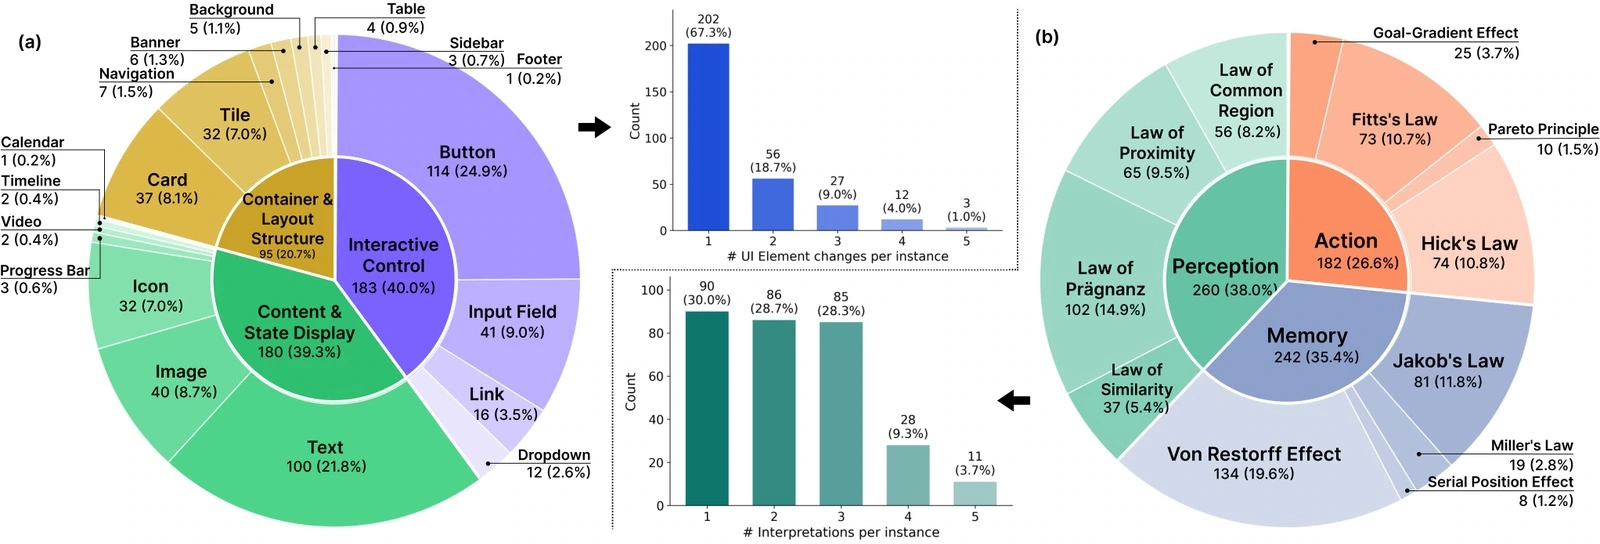 (a)
Background
5 (1.1%)
Table
4 (0.9%)
Banner
6 (1.3%)
Sidebar
3 (0.7%)
Navigation
7 (1.5%)
Footer
1 (0.2%)
Tile
32 (7.0%)
Calendar
1 (0.2%)
Timeline
2 (0.4%)
Video
2 (0.4%)
Progress Bar
3 (0.6%)
Card
37 (8.1%)
Container &
Layout
Structure
95 (20.7%)
Button
114 (24.9%)
Interactive
Control
183 (40.0%)
Content &
State Display
180 (39.3%)
Icon
32 (7.0%)
Image
40 (8.7%)
Text
100 (21.8%)
Input Field
41 (9.0%)
Link
16 (3.5%)
Dropdown
12 (2.6%)
Count
200
150
100
50
0
202
(67.3%)
56
(18.7%)
27
(9.0%)
12
(4.0%)
3
(1.0%)
1 2 3 4 5
# UI Element changes per instance
Count
100
80
60
40
20
0
90
(30.0%)
86
(28.7%)
85
(28.3%)
28
(9.3%)
11
(3.7%)
1 2 3 4 5
# Interpretations per instance
(b)
Goal-Gradient Effect
25 (3.7%)
Fitts's Law
73 (10.7%)
Pareto Principle
10 (1.5%)
Hick's Law
74 (10.8%)
Action
182 (26.6%)
Law of
Common
Region
56 (8.2%)
Law of
Proximity
65 (9.5%)
Perception
260 (38.0%)
Law of
Prägnanz
102 (14.9%)
Law of
Similarity
37 (5.4%)
Memory
242 (35.4%)
Jakob's Law
81 (11.8%)
Von Restorff Effect
134 (19.6%)
Miller's Law
19 (2.8%)
Serial Position Effect
8 (1.2%)